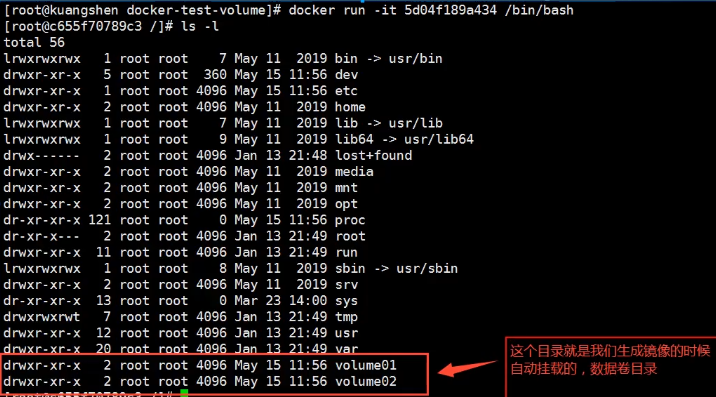 [root@kuangshen docker-test-volume]# docker run -it 5d04f189a434 /bin/bash
[root@c655f70789c3 /]# ls -l
total 56
lrwxrwxrwx   1 root root    7 May 11  2019 bin -> usr/bin
drwxr-xr-x   5 root root  360 May 15 11:56 dev
drwxr-xr-x   1 root root 4096 May 15 11:56 etc
drwxr-xr-x   2 root root 4096 May 11  2019 home
lrwxrwxrwx   1 root root    7 May 11  2019 lib -> usr/lib
lrwxrwxrwx   1 root root    9 May 11  2019 lib64 -> usr/lib64
drwx------   2 root root 4096 Jan 13 21:48 lost+found
drwxr-xr-x   2 root root 4096 May 11  2019 media
drwxr-xr-x   2 root root 4096 May 11  2019 mnt
drwxr-xr-x   2 root root 4096 May 11  2019 opt
dr-xr-xr-x 121 root root    0 May 15 11:56 proc
dr-xr-x---   2 root root 4096 Jan 13 21:49 root
drwxr-xr-x  11 root root 4096 Jan 13 21:49 run
lrwxrwxrwx   1 root root    8 May 11  2019 sbin -> usr/sbin
drwxr-xr-x   2 root root 4096 May 11  2019 srv
dr-xr-xr-x  13 root root    0 Mar 23 14:00 sys
drwxrwxrwt   7 root root 4096 Jan 13 21:49 tmp
drwxr-xr-x  12 root root 4096 Jan 13 21:49 usr
drwxr-xr-x  20 root root 4096 Jan 13 21:49 var
drwxr-xr-x   2 root root 4096 May 15 11:56 volume01
drwxr-xr-x   2 root root 4096 May 15 11:56 volume02
[root@c655f70789c3 /]#
这个目录就是我们生成镜像的时候
自动挂载的，数据卷目录